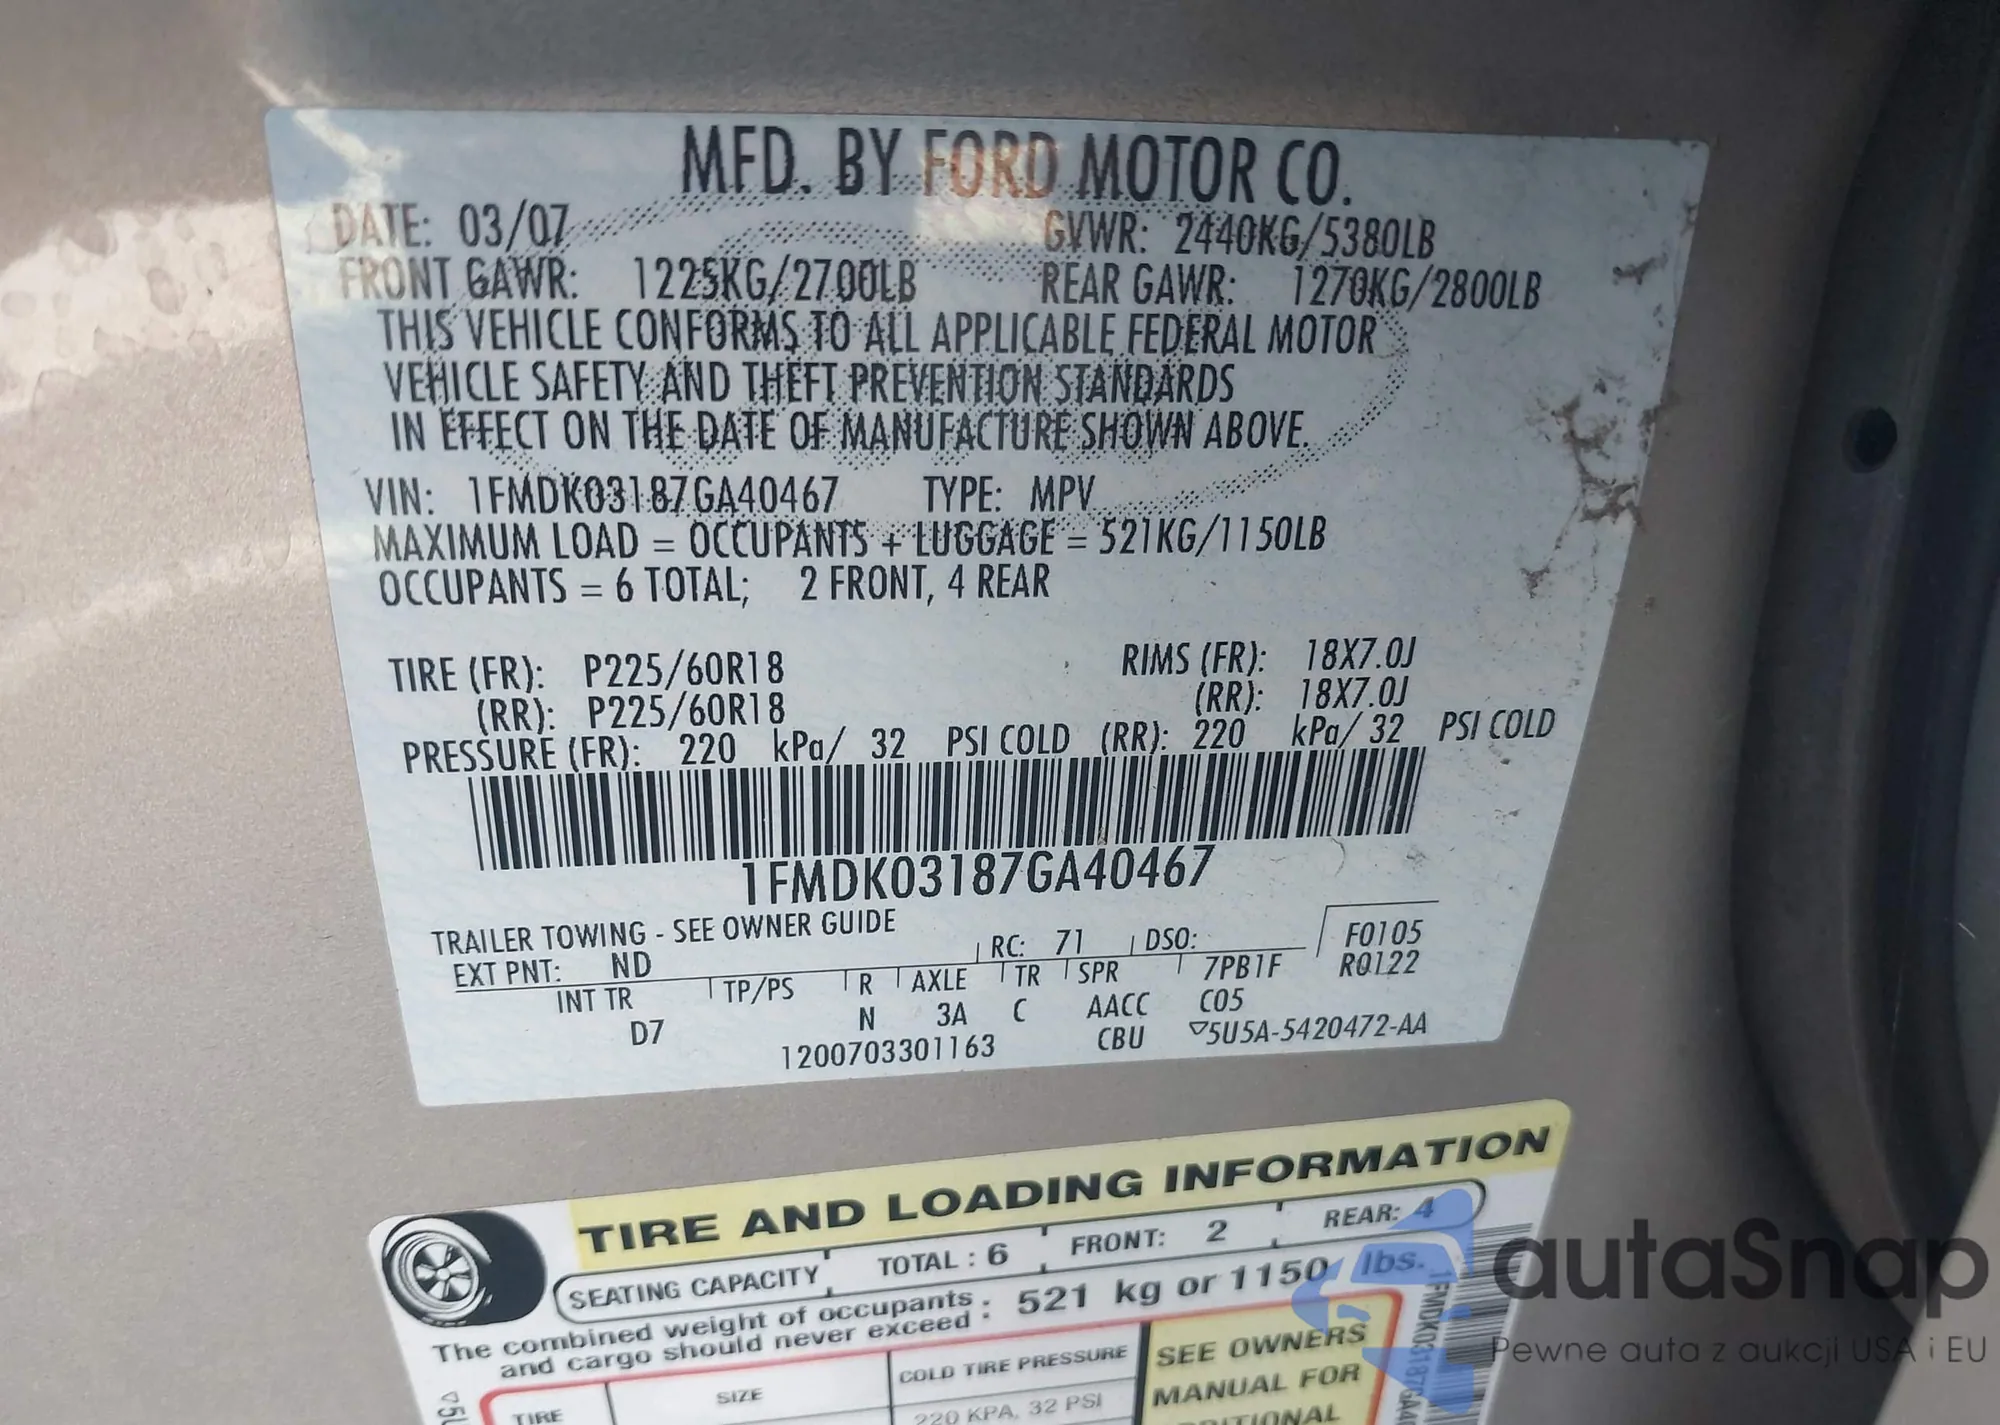 MFD. BY FORD MOTOR CO.
DATE: 03/07 GVWR: 2440KG/5380LB
FRONT GAWR: 1225KG/2700LB REAR GAWR: 1270KG/2800LB
THIS VEHICLE CONFORMS TO ALL APPLICABLE FEDERAL MOTOR
VEHICLE SAFETY AND THEFT PREVENTION STANDARDS
IN EFFECT ON THE DATE OF MANUFACTURE SHOWN ABOVE.
VIN: 1FMDK03187GA40467 TYPE: MPV
MAXIMUM LOAD = OCCUPANTS + LUGGAGE = 521KG/1150LB
OCCUPANTS = 6 TOTAL; 2 FRONT, 4 REAR
TIRE (FR): P225/60R18 RIMS (FR): 18X7.0J
(RR): P225/60R18 (RR): 18X7.0J
PRESSURE (FR): 220 kPa/ 32 PSI COLD (RR): 220 kPa/ 32 PSI COLD
1FMDK03187GA40467
TRAILER TOWING - SEE OWNER GUIDE
EXT PNT: ND RC: 71 DSO: F0105
INT TR TP/PS R AXLE TR SPR 7PB1F R0122
D7 N 3A C AACC C05
1200703301163 CBU ▽5U5A-5420472-AA
TIRE AND LOADING INFORMATION
SEATING CAPACITY TOTAL : 6 FRONT: 2 REAR: 4
The combined weight of occupants and cargo should never exceed : 521 kg or 1150 lbs.
TIRE SIZE COLD TIRE PRESSURE SEE OWNERS
220 KPA, 32 PSI MANUAL FOR
autaSnap
Pewne auta z aukcji USA i EU